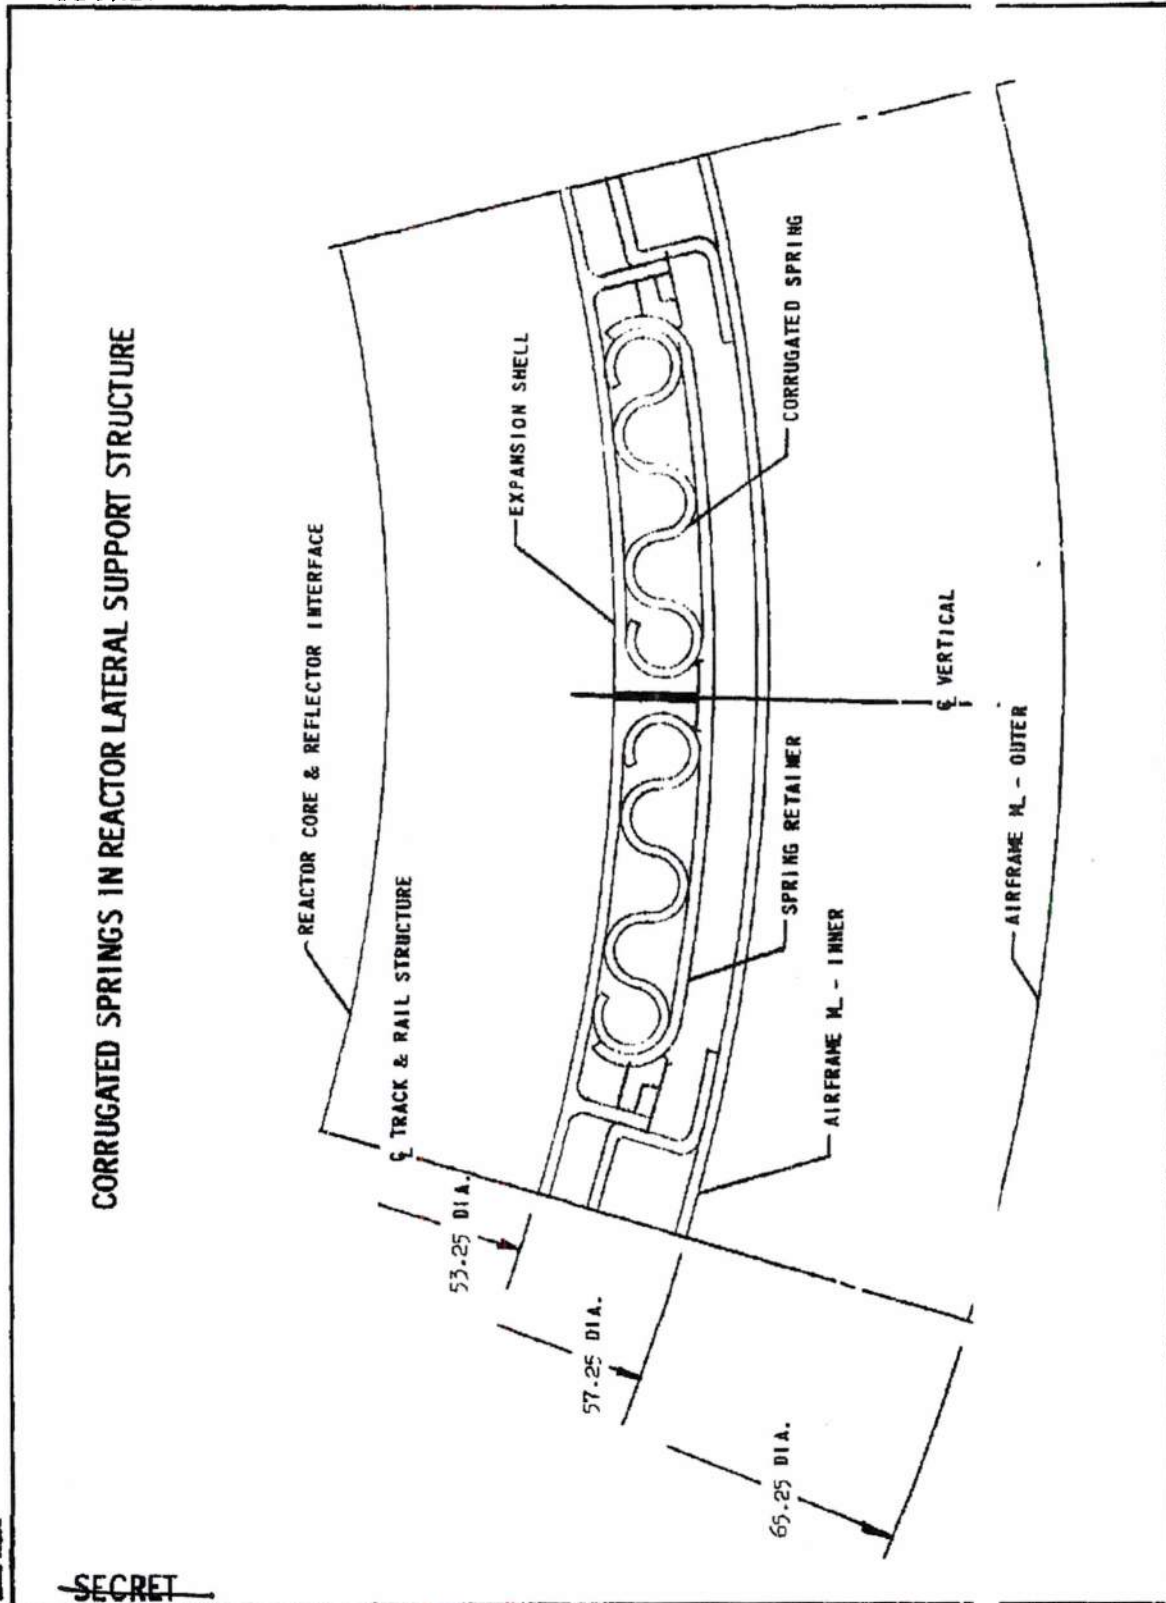 CORRUGATED SPRINGS IN REACTOR LATERAL SUPPORT STRUCTURE
REACTOR CORE & REFLECTOR INTERFACE
℄ TRACK & RAIL STRUCTURE
EXPANSION SHELL
53.25 DIA.
57.25 DIA.
65.25 DIA.
CORRUGATED SPRING
SPRING RETAINER
AIRFRAME ML - INNER
℄ VERTICAL
AIRFRAME ML - OUTER
SECRET